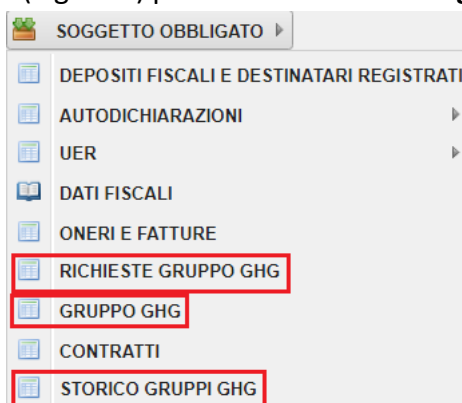 SOGGETTO OBBLIGATO
DEPOSITI FISCALI E DESTINATARI REGISTRATI
AUTODICHIARAZIONI
UER
DATI FISCALI
ONERI E FATTURE
RICHIESTE GRUPPO GHG
GRUPPO GHG
CONTRATTI
STORICO GRUPPI GHG